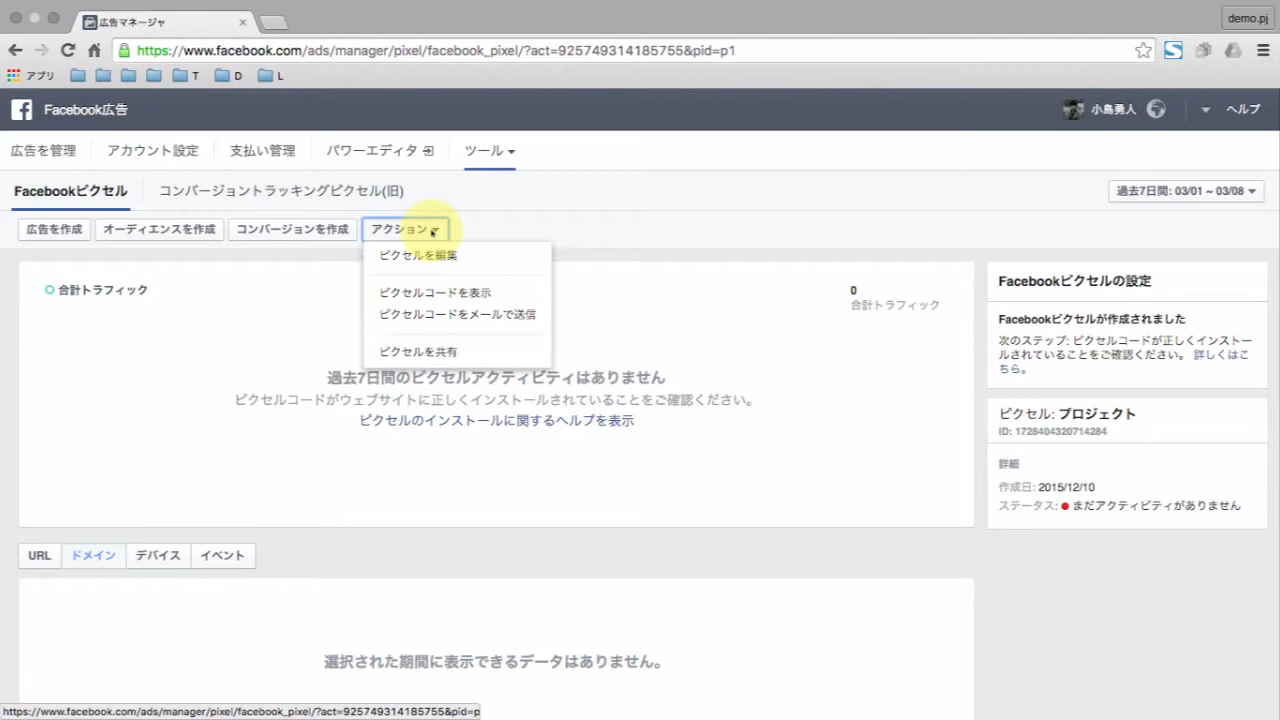 広告マネージャ
demo.pj
https://www.facebook.com/ads/manager/pixel/facebook_pixel/?act=925749314185755&pid=p1
アプリ T D L
Facebook広告 小島勇人 ヘルプ
広告を管理 アカウント設定 支払い管理 パワーエディタ ツール
Facebookピクセル コンバージョントラッキングピクセル(旧) 過去7日間: 03/01 ~ 03/08
広告を作成 オーディエンスを作成 コンバージョンを作成 アクション
ピクセルを編集
ピクセルコードを表示
ピクセルコードをメールで送信
ピクセルを共有
合計トラフィック
0
合計トラフィック
過去7日間のピクセルアクティビティはありません
ピクセルコードがウェブサイトに正しくインストールされていることをご確認ください。
ピクセルのインストールに関するヘルプを表示
Facebookピクセルの設定
Facebookピクセルが作成されました
次のステップ: ピクセルコードが正しくインストー
ルされていることをご確認ください。 詳しくはこ
ちら。
ピクセル: プロジェクト
ID: 1728404320714284
詳細
作成日: 2015/12/10
ステータス: まだアクティビティがありません
URL ドメイン デバイス イベント
選択された期間に表示できるデータはありません。
https://www.facebook.com/ads/manager/pixel/facebook_pixel/?act=925749314185755&pid=p